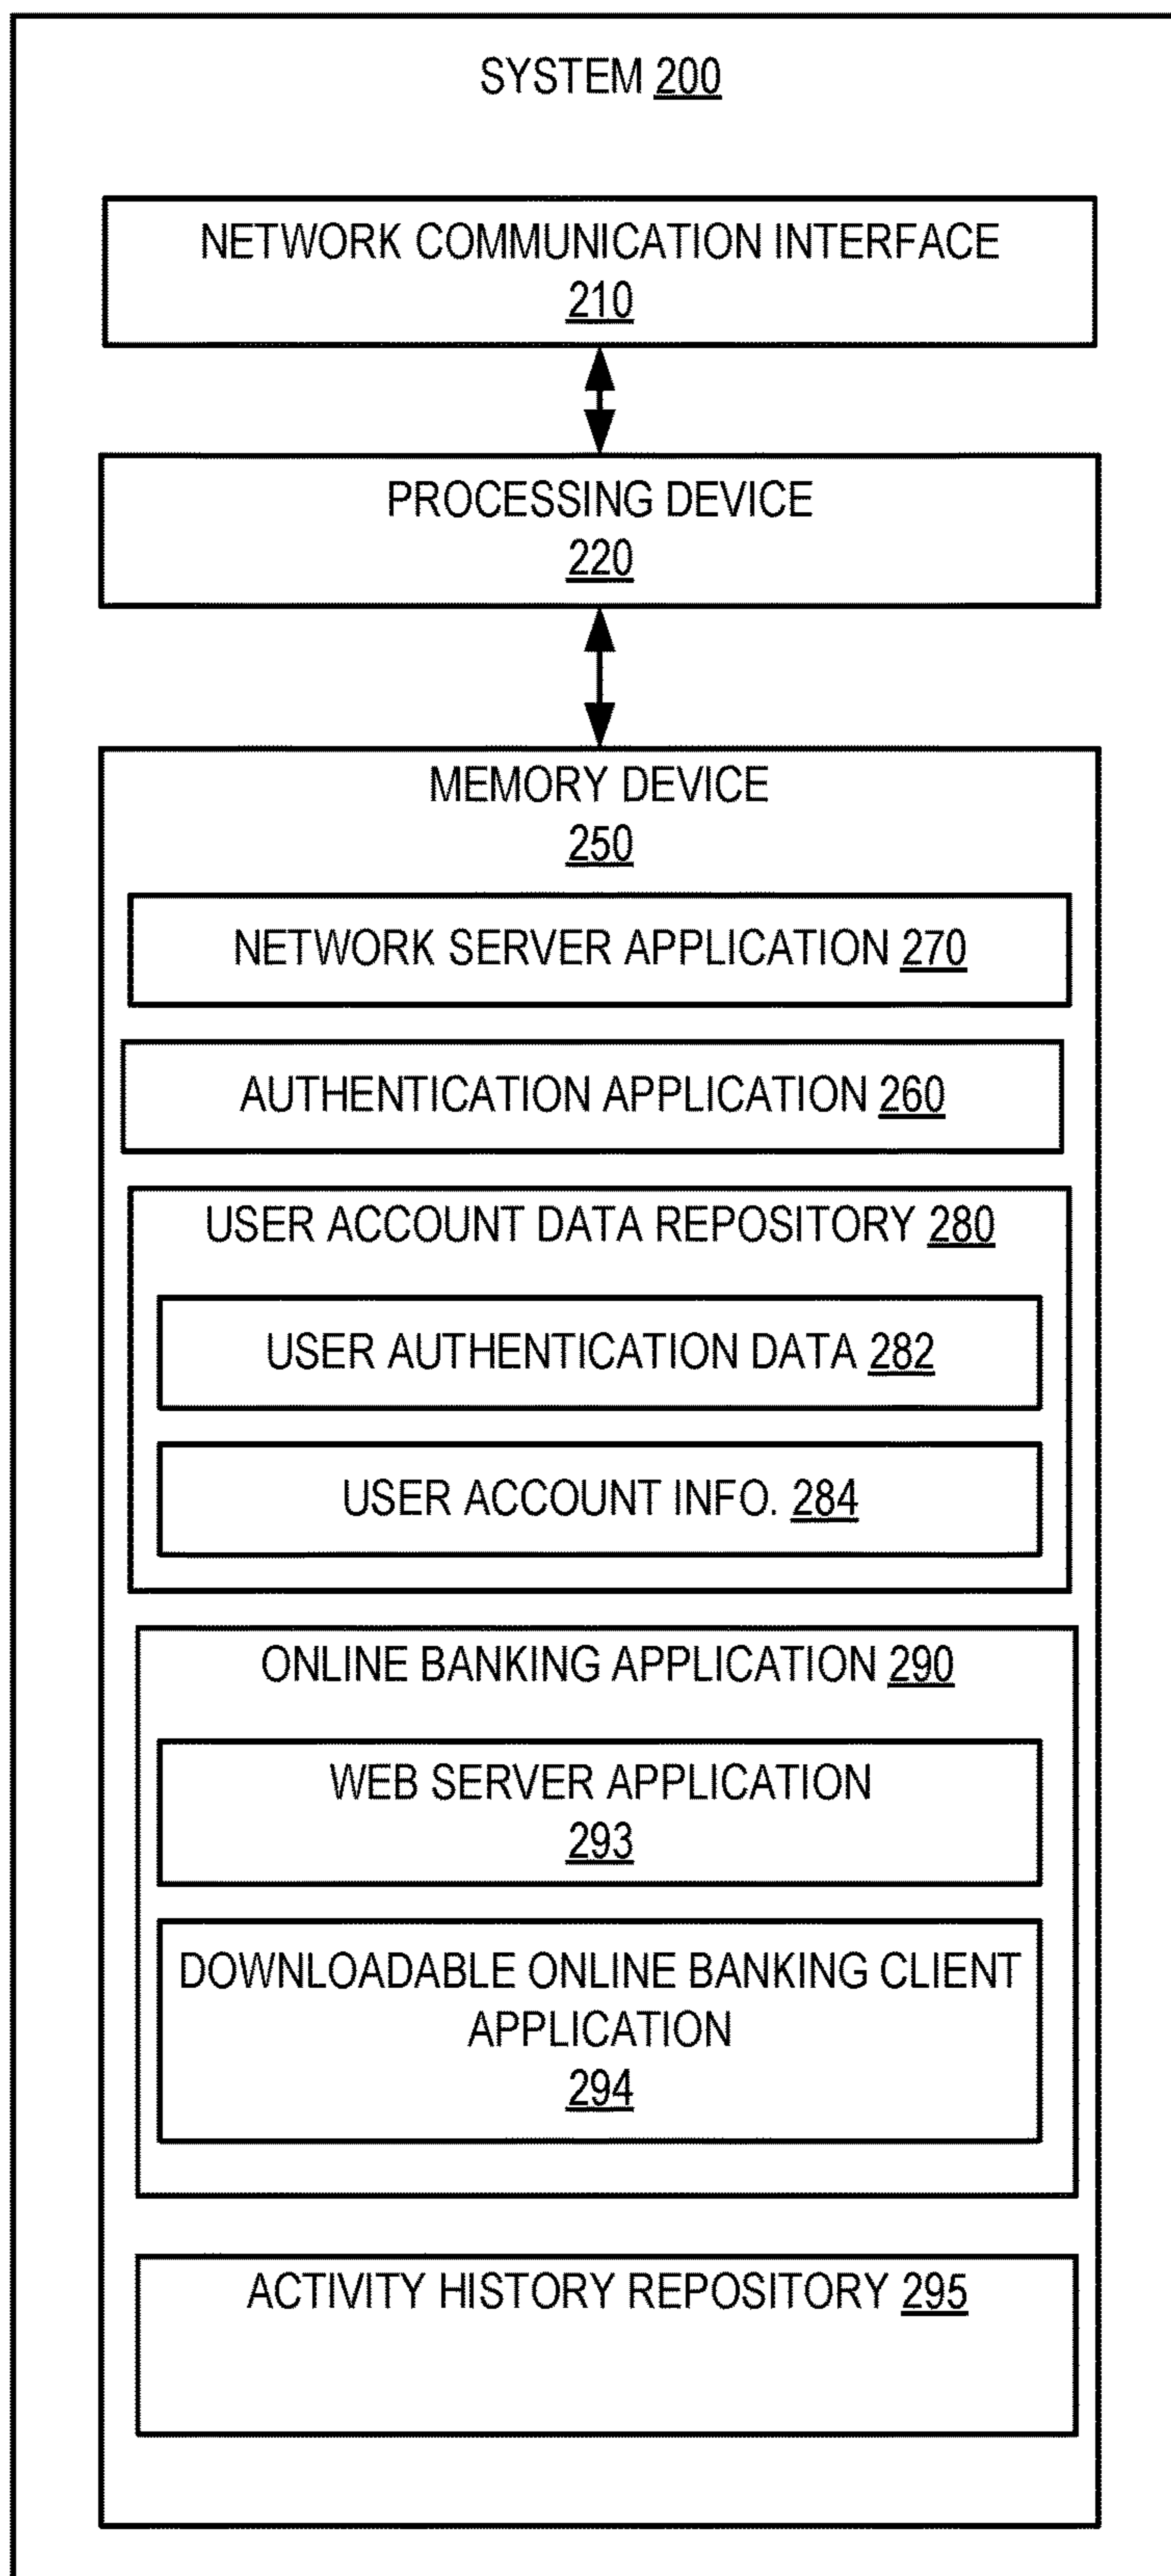 SYSTEM 200
NETWORK COMMUNICATION INTERFACE
210
PROCESSING DEVICE
220
MEMORY DEVICE
250
NETWORK SERVER APPLICATION 270
AUTHENTICATION APPLICATION 260
USER ACCOUNT DATA REPOSITORY 280
USER AUTHENTICATION DATA 282
USER ACCOUNT INFO. 284
ONLINE BANKING APPLICATION 290
WEB SERVER APPLICATION
293
DOWNLOADABLE ONLINE BANKING CLIENT
APPLICATION
294
ACTIVITY HISTORY REPOSITORY 295